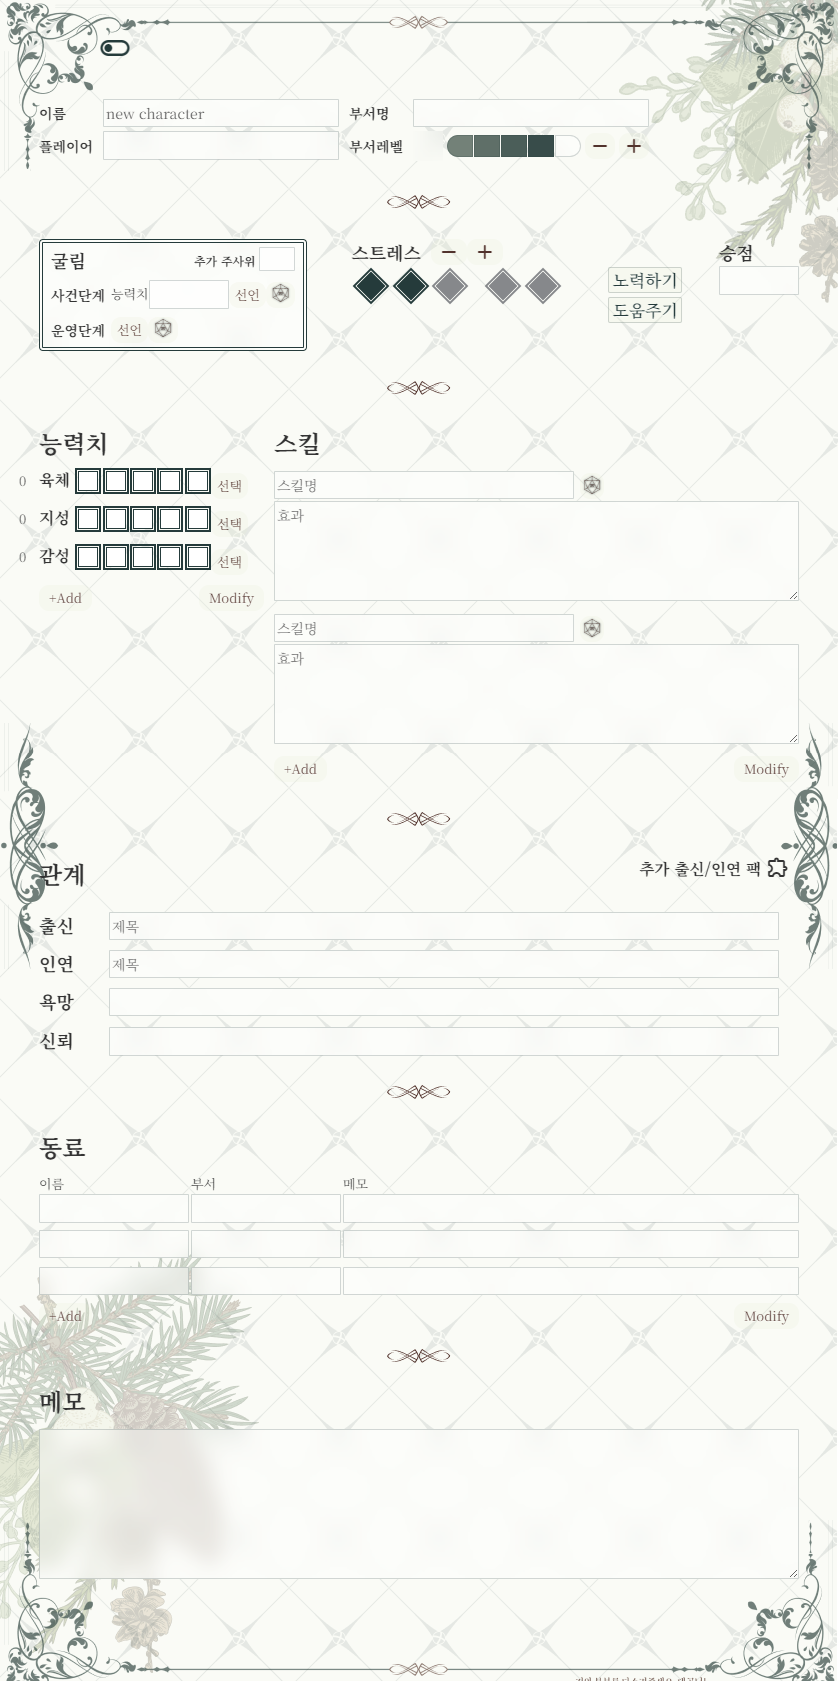 이름 new character 부서명
플레이어 부서레벨 − +
굴림 추가 주사위
사건단계 능력치 선언
운영단계 선언
스트레스 − +
노력하기
도움주기
승점
능력치
0 육체 선택
0 지성 선택
0 감성 선택
+Add Modify
스킬
스킬명
효과
스킬명
효과
+Add Modify
관계 추가 출신/인연 팩
출신 제목
인연 제목
욕망
신뢰
동료
이름 부서 메모
+Add Modify
메모